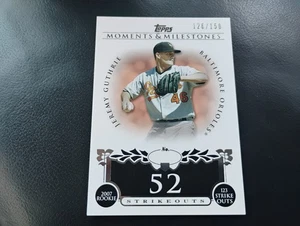 Topps
126/150
MOMENTS & MILESTONES
JEREMY GUTHRIE
BALTIMORE ORIOLES
52
STRIKEOUTS
2007
ROOKIE
123
STRIKE
OUTS